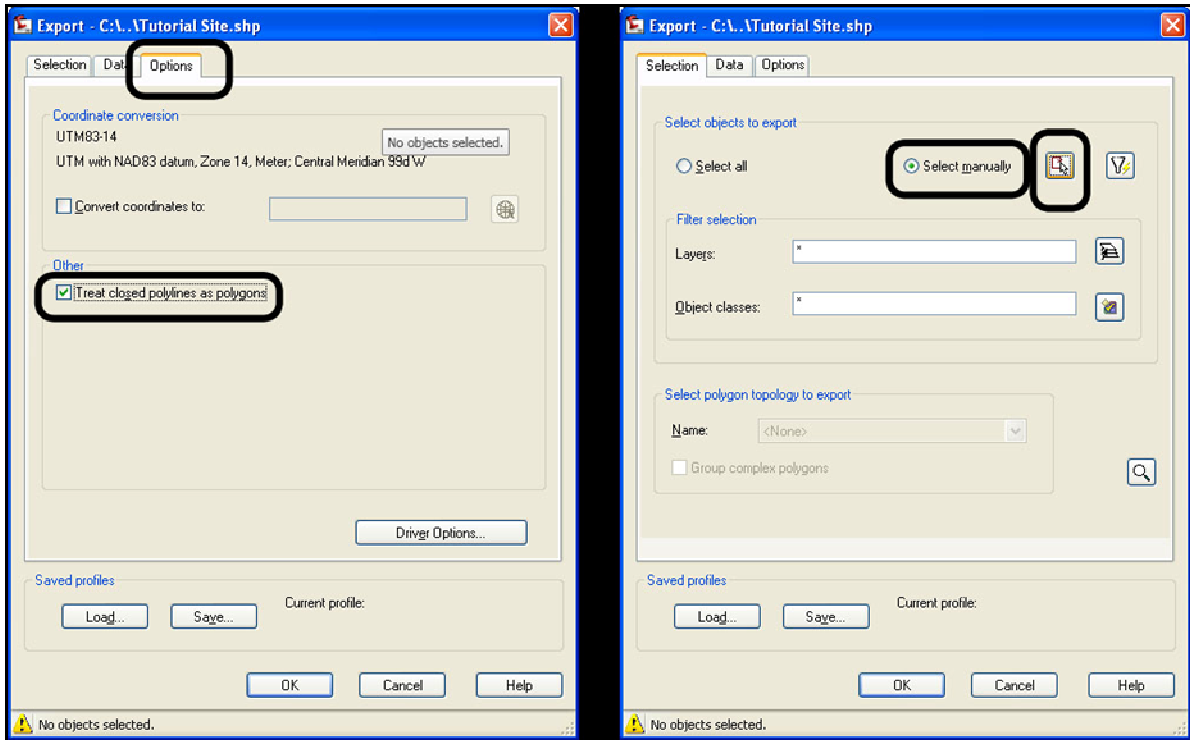 Export - C:\..\Tutorial Site.shp
Selection Data Options
Coordinate conversion
UTM83-14
No objects selected.
UTM with NAD83 datum, Zone 14, Meter; Central Meridian 99d W
Convert coordinates to:
Other
Treat closed polylines as polygons
Driver Options...
Saved profiles
Load... Save... Current profile:
OK Cancel Help
No objects selected.
Export - C:\..\Tutorial Site.shp
Selection Data Options
Select objects to export
Select all Select manually
Filter selection
Layers: *
Object classes: *
Select polygon topology to export
Name: <None>
Group complex polygons
Saved profiles
Load... Save... Current profile:
OK Cancel Help
No objects selected.